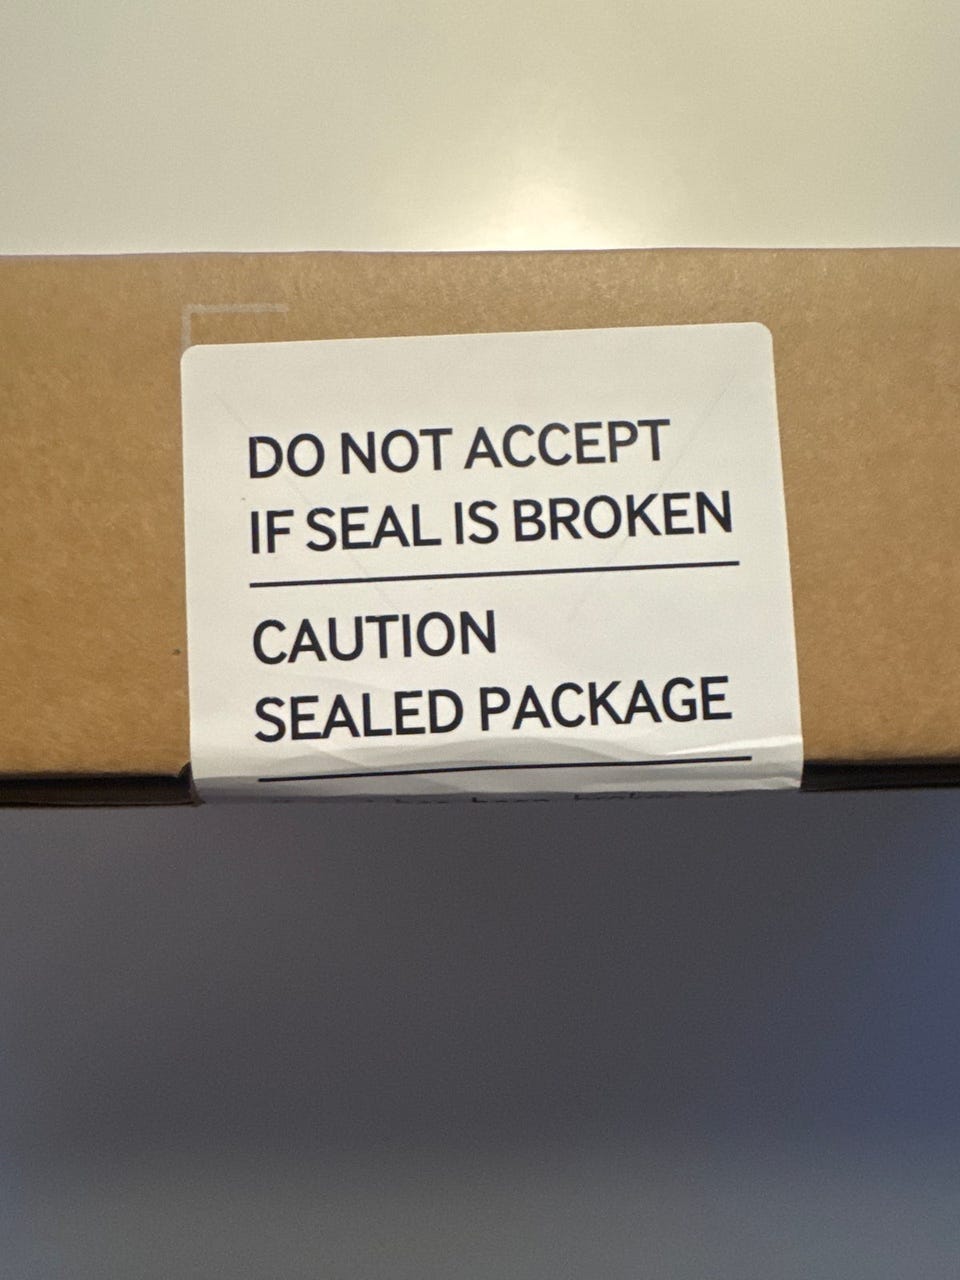 DO NOT ACCEPT
IF SEAL IS BROKEN
CAUTION
SEALED PACKAGE